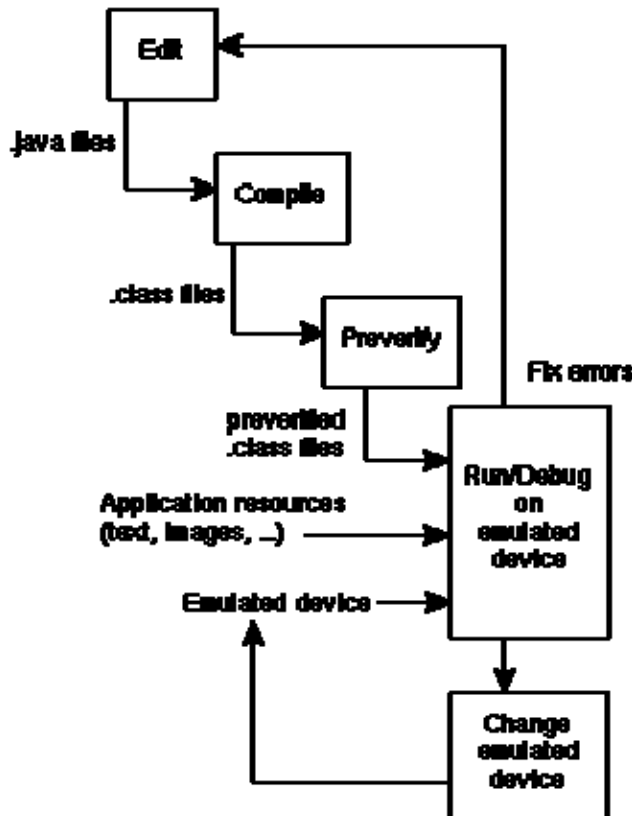 Edit
.java files
Compile
.class files
Preverify
Fix errors
preverified
.class files
Run/Debug
on
emulated
device
Application resources
(text, images, ...)
Emulated device
Change
emulated
device